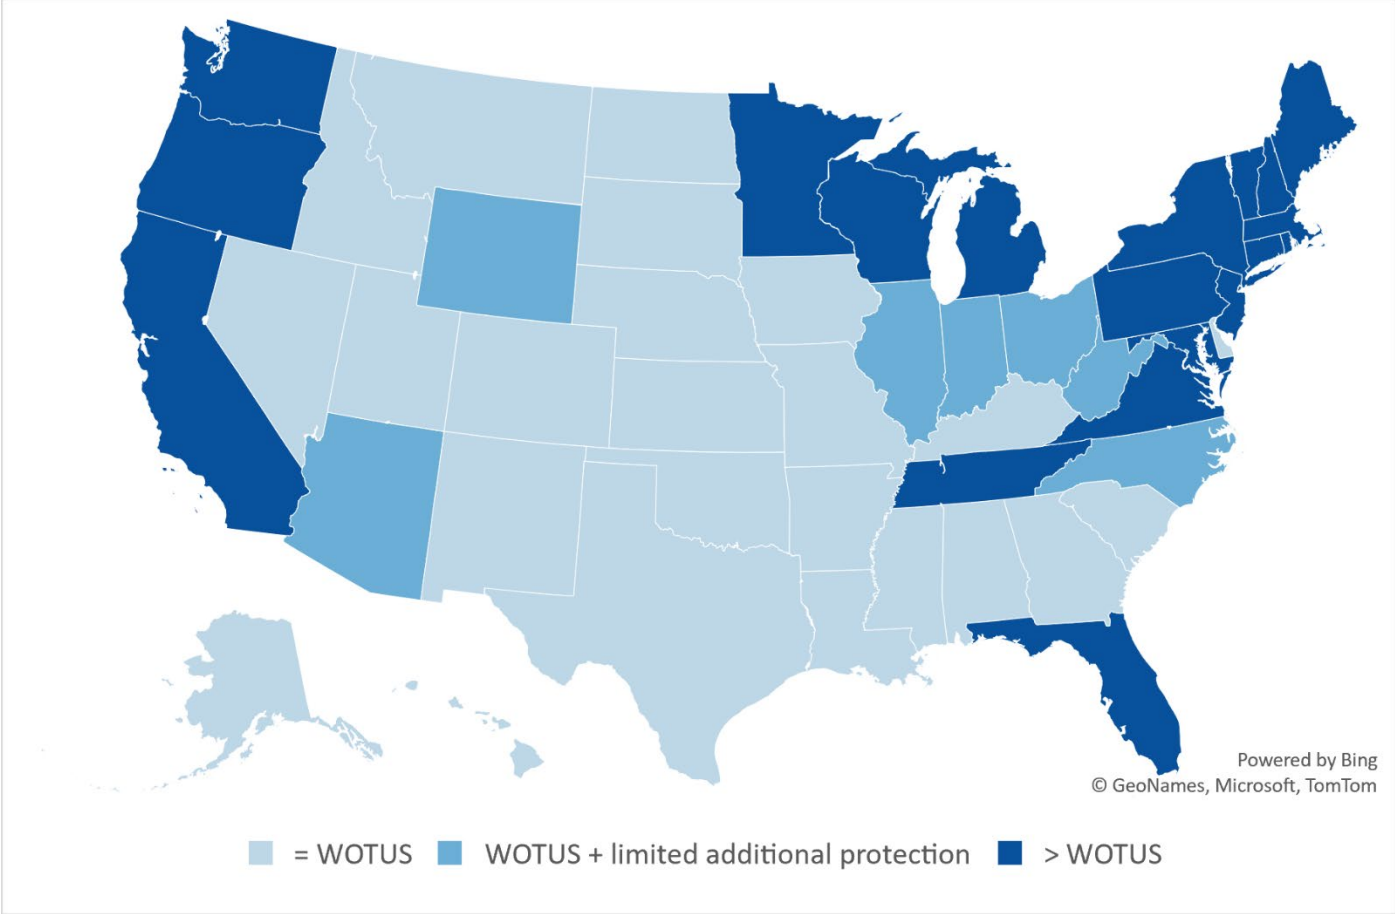 Powered by Bing
© GeoNames, Microsoft, TomTom
= WOTUS WOTUS + limited additional protection > WOTUS